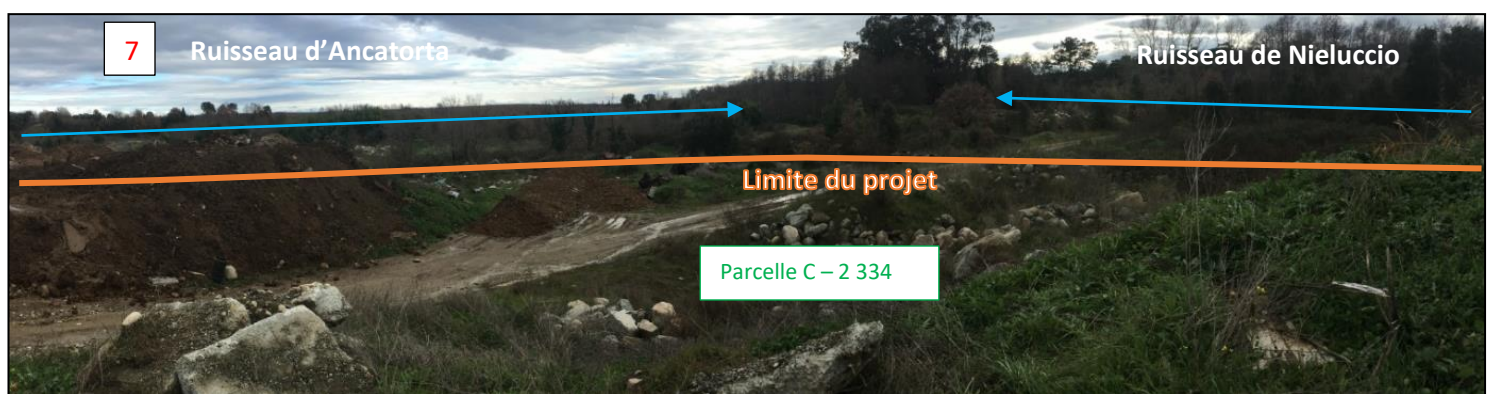 7
Ruisseau d'Ancatorta
Ruisseau de Nieluccio
Limite du projet
Parcelle C – 2 334